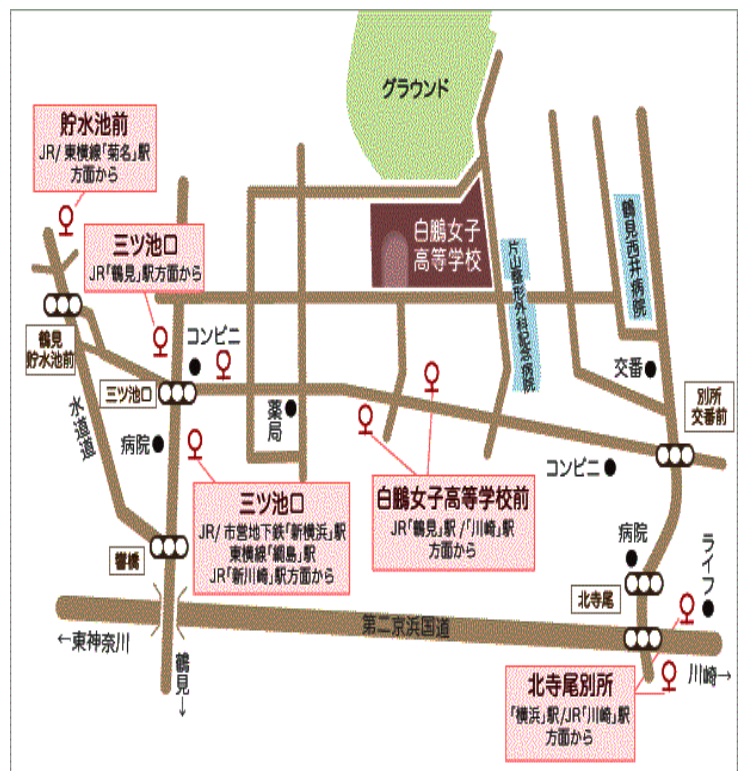 グラウンド
貯水池前
JR/東横線「菊名」駅
方面から
三ツ池口
JR「鶴見」駅方面から
白鵬女子
高等学校
片山整形外科記念病院
鶴見西井病院
鶴見
貯水池前
コンビニ
三ツ池口
水道道
病院
薬局
交番
別所
交番前
三ツ池口
JR/市営地下鉄「新横浜」駅
東横線「綱島」駅
JR「新川崎」駅方面から
白鵬女子高等学校前
JR「鶴見」駅/「川崎」駅
方面から
コンビニ
病院
ライフ
響橋
北寺尾
第二京浜国道
←東神奈川
鶴見→
川崎→
北寺尾別所
「横浜」駅/JR「川崎」駅
方面から